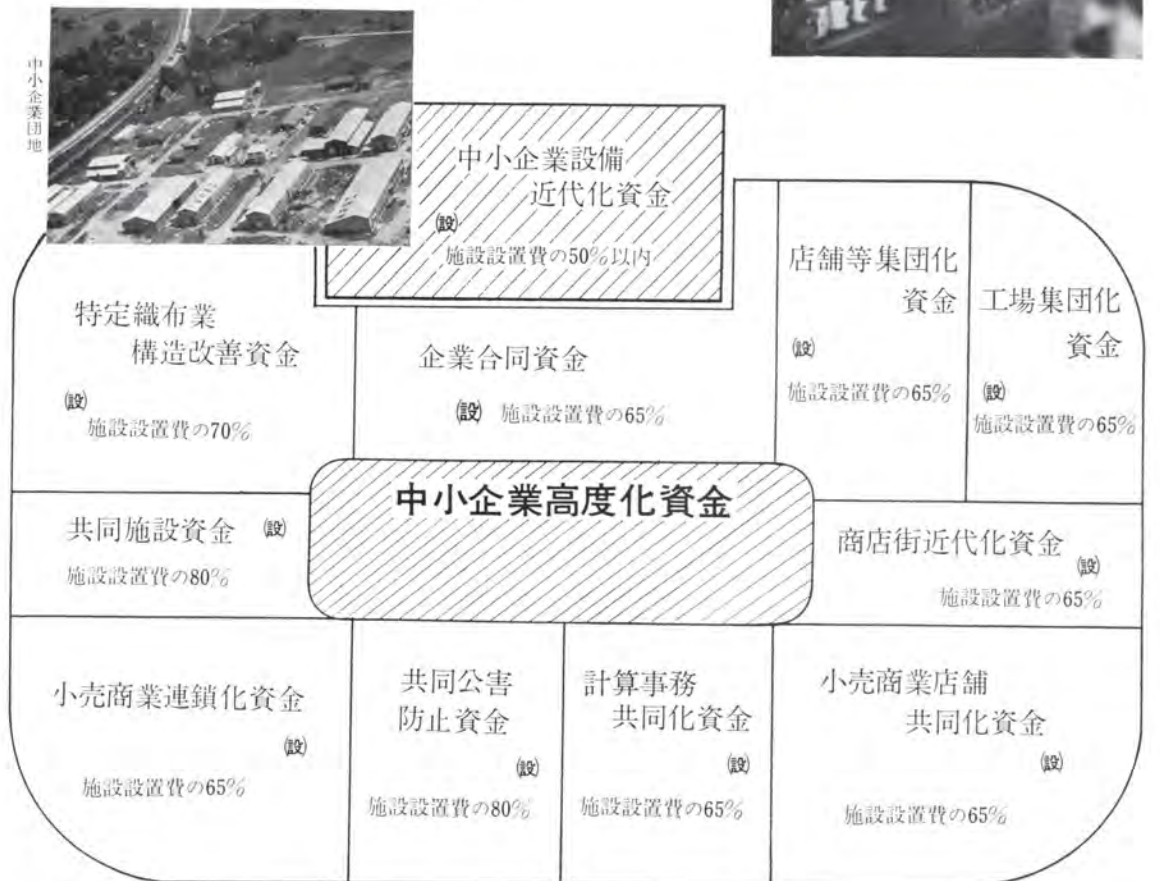 中小企業団地
中小企業設備
近代化資金
(設)
施設設置費の50%以内
特定織布業
構造改善資金
(設)
施設設置費の70%
企業合同資金
(設) 施設設置費の65%
店舗等集団化
資金
(設)
施設設置費の65%
工場集団化
資金
(設)
施設設置費の65%
中小企業高度化資金
共同施設資金 (設)
施設設置費の80%
商店街近代化資金
(設)
施設設置費の65%
小売商業連鎖化資金
(設)
施設設置費の65%
共同公害
防止資金
(設)
施設設置費の80%
計算事務
共同化資金
(設)
施設設置費の65%
小売商業店舗
共同化資金
(設)
施設設置費の65%